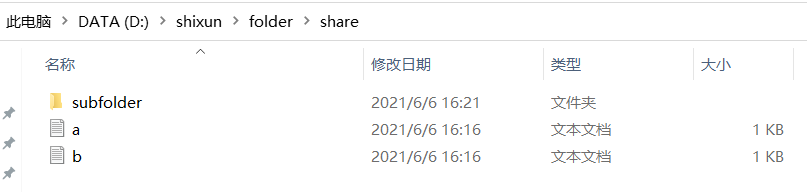 此电脑 > DATA (D:) > shixun > folder > share
名称 修改日期 类型 大小
subfolder 2021/6/6 16:21 文件夹
a 2021/6/6 16:16 文本文档 1 KB
b 2021/6/6 16:16 文本文档 1 KB